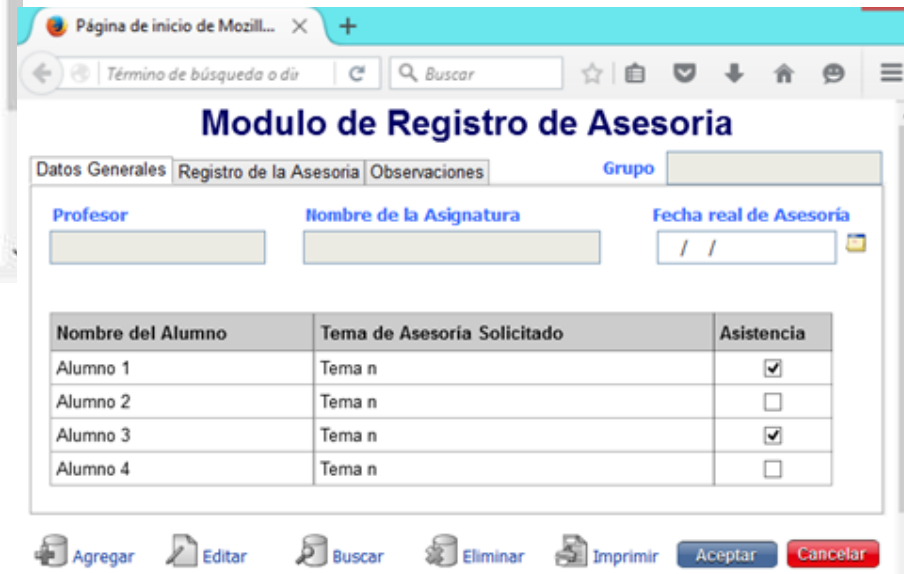 Página de inicio de Mozill...
Término de búsqueda o dir
Buscar
Modulo de Registro de Asesoria
Datos Generales Registro de la Asesoria Observaciones Grupo
Profesor Nombre de la Asignatura Fecha real de Asesoría
/ /
Nombre del Alumno Tema de Asesoría Solicitado Asistencia
Alumno 1 Tema n
Alumno 2 Tema n
Alumno 3 Tema n
Alumno 4 Tema n
Agregar Editar Buscar Eliminar Imprimir Aceptar Cancelar